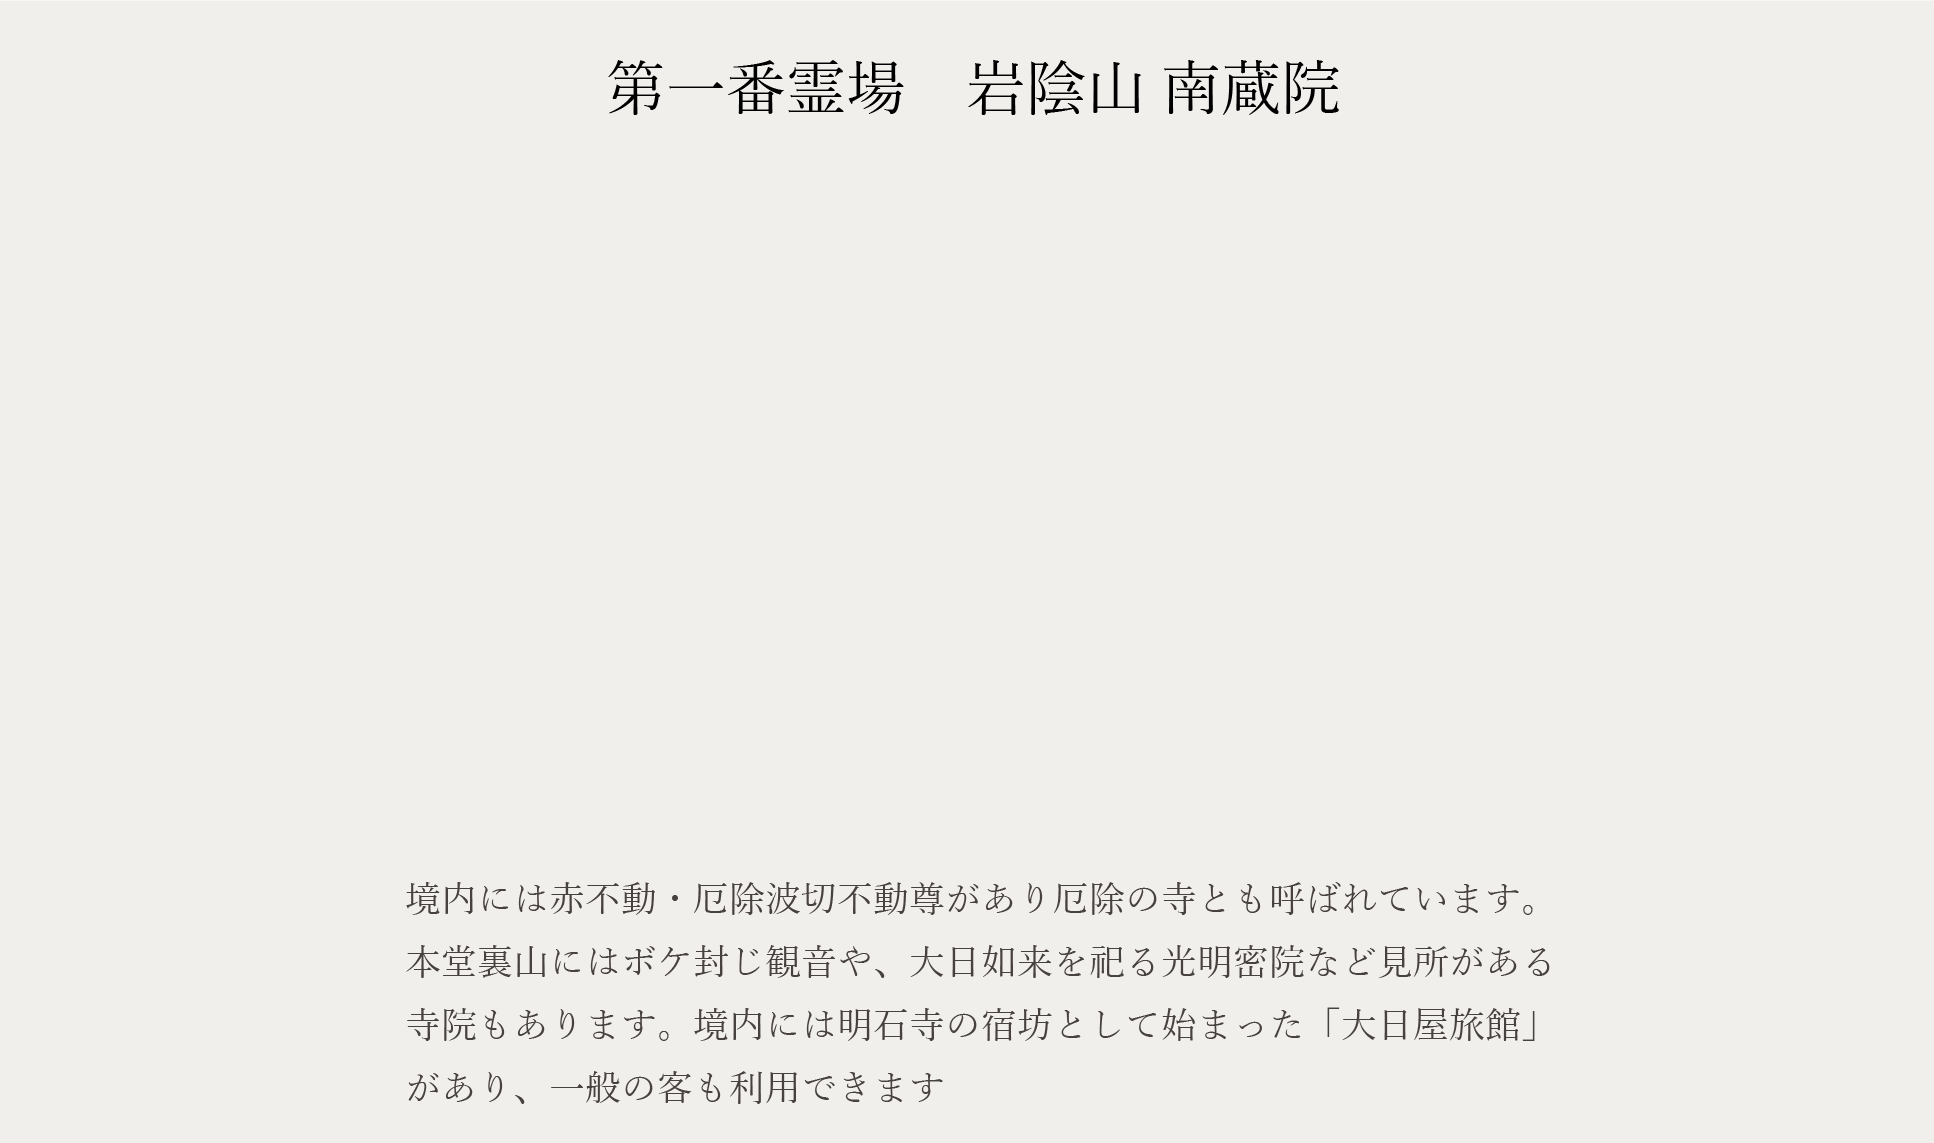 第一番霊場　岩陰山 南蔵院
境内には赤不動・厄除波切不動尊があり厄除の寺とも呼ばれています。
本堂裏山にはボケ封じ観音や、大日如来を祀る光明密院など見所がある
寺院もあります。境内には明石寺の宿坊として始まった「大日屋旅館」
があり、一般の客も利用できます